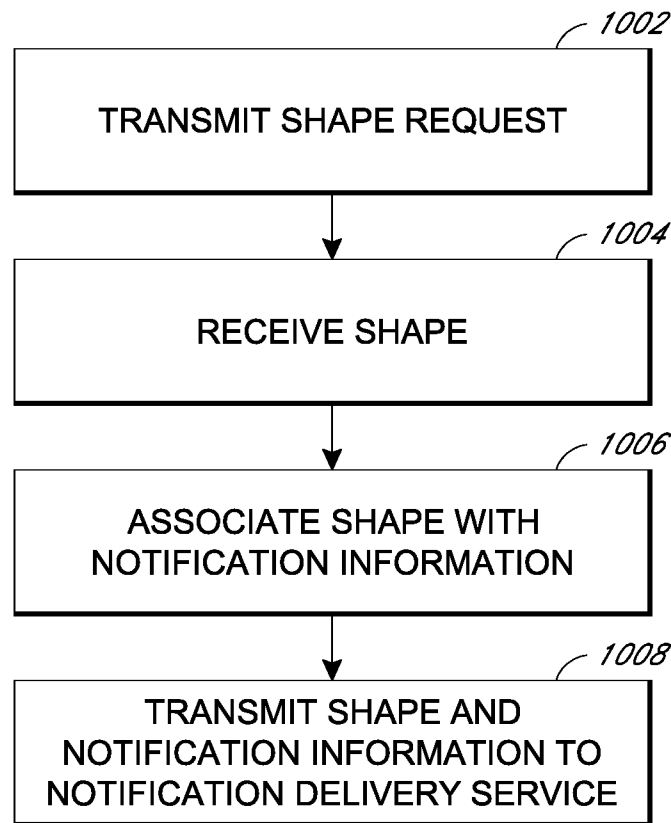 1002
TRANSMIT SHAPE REQUEST
1004
RECEIVE SHAPE
1006
ASSOCIATE SHAPE WITH
NOTIFICATION INFORMATION
1008
TRANSMIT SHAPE AND
NOTIFICATION INFORMATION TO
NOTIFICATION DELIVERY SERVICE